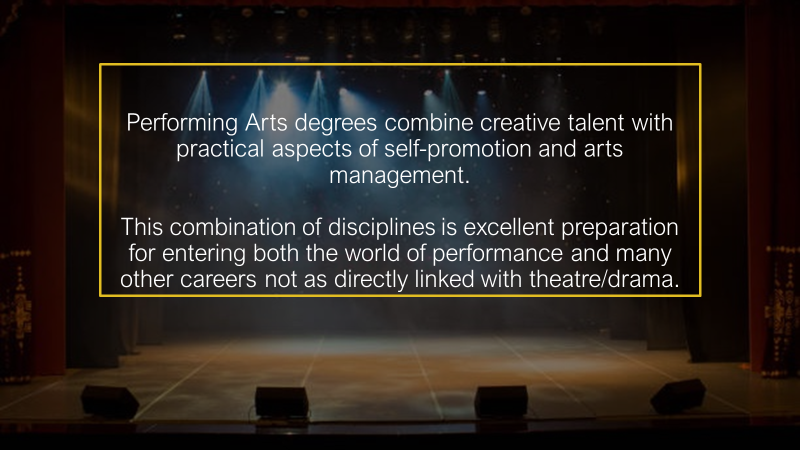 Performing Arts degrees combine creative talent with
practical aspects of self-promotion and arts
management.
This combination of disciplines is excellent preparation
for entering both the world of performance and many
other careers not as directly linked with theatre/drama.